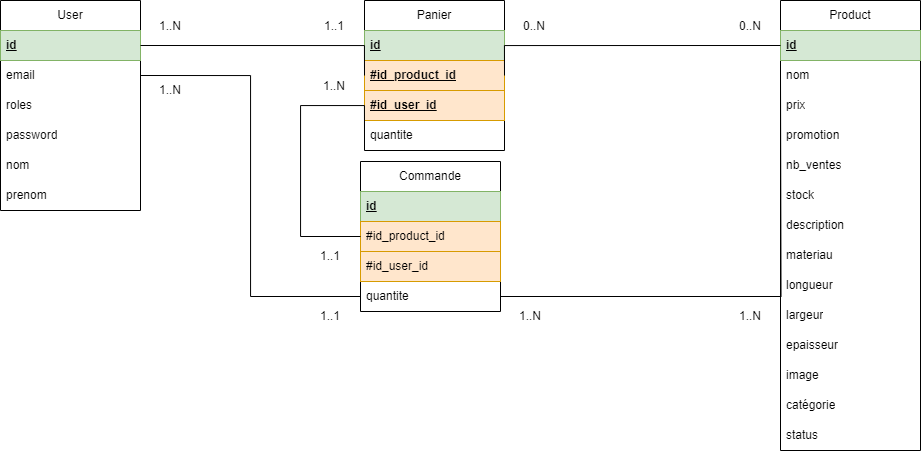 User
id
email
roles
password
nom
prenom
1..N
1..1
1..N
Panier
id
#id_product_id
#id_user_id
quantite
1..N
0..N
0..N
Commande
id
#id_product_id
#id_user_id
quantite
1..1
1..1
1..N
1..N
Product
id
nom
prix
promotion
nb_ventes
stock
description
materiau
longueur
largeur
epaisseur
image
catégorie
status